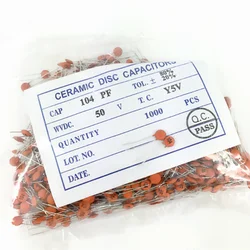 CERAMIC DISC CAPACITORS
CAP 104 PF TOL. ± 80% 20%
WVDC. 50 V T. C. Y5V
QUANTITY 1000 PCS
LOT.NO.
DATE.
Q.C.
PASS